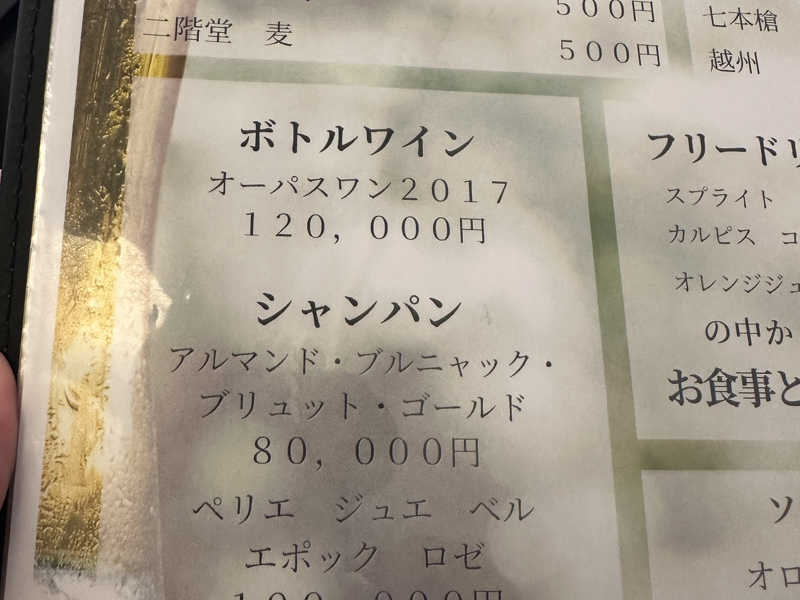 ５００円
二階堂　麦
５００円
ボトルワイン
オーパスワン２０１７
１２０，０００円
シャンパン
アルマンド・ブルニャック・
ブリュット・ゴールド
８０，０００円
ペリエ　ジュエ　ベル
エポック　ロゼ
七本槍
越州
フリードリ
スプライト
カルピス　コ
オレンジジュ
の中か
お食事と
ソ
オロ